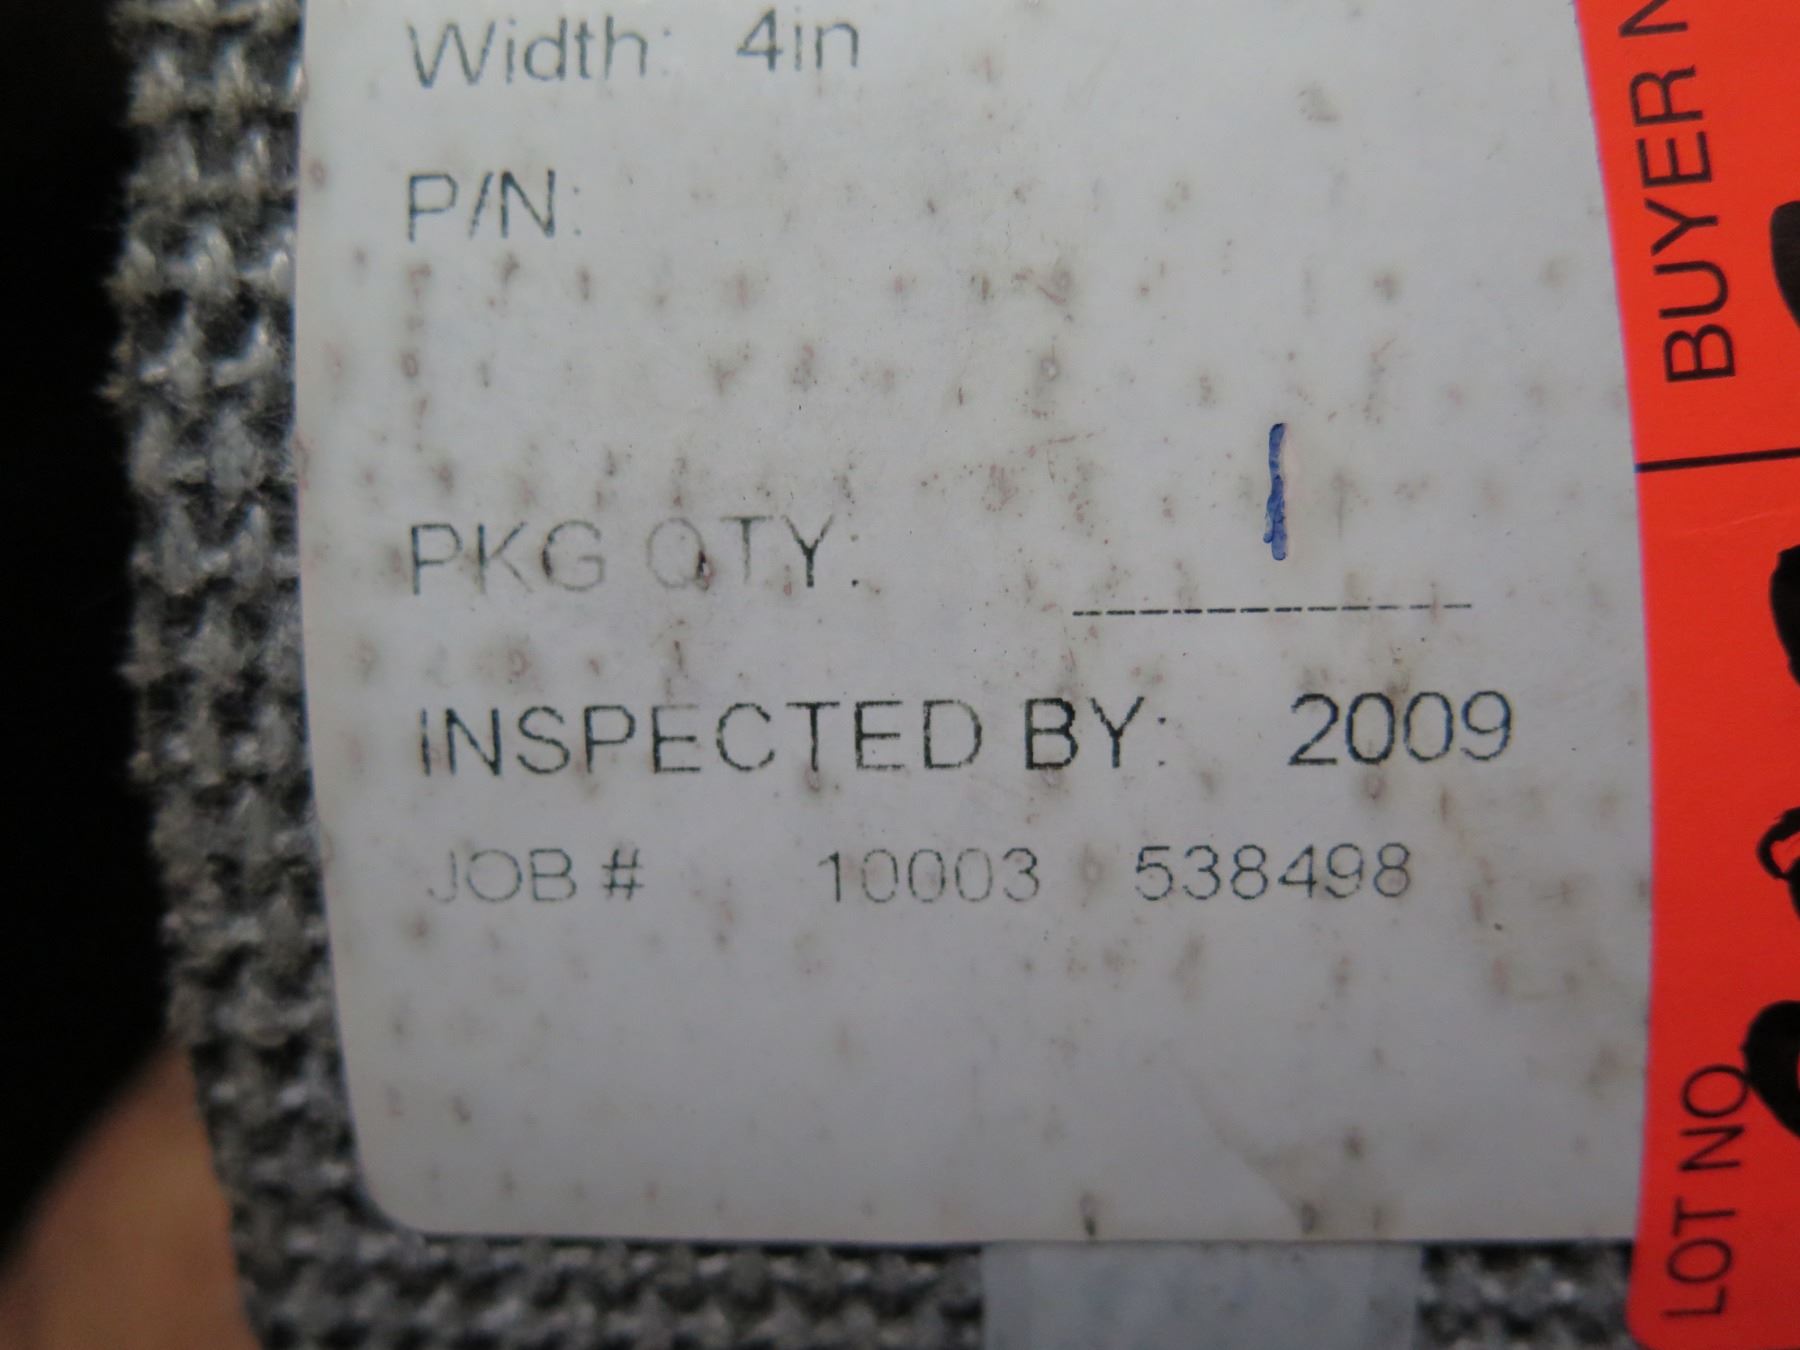 Width: 4in
P/N:
PKG QTY: 1
INSPECTED BY: 2009
JOB # 10003 538498
BUYER
LOT NO